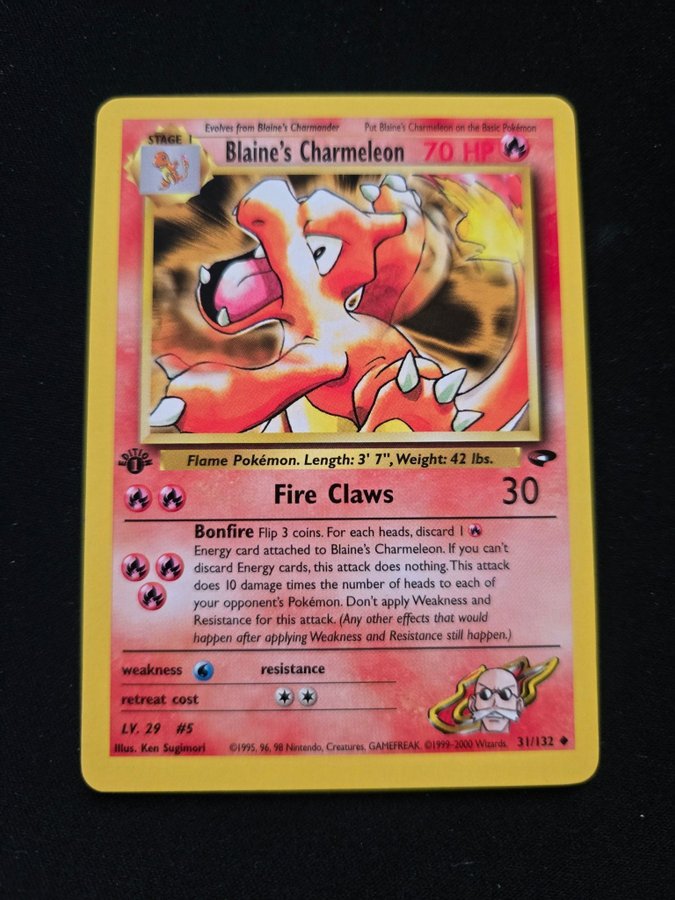 Evolves from Blaine's Charmander Put Blaine's Charmeleon on the Basic Pokémon
STAGE 1
Blaine's Charmeleon 70 HP
EDITION
1
Flame Pokémon. Length: 3' 7", Weight: 42 lbs.
Fire Claws 30
Bonfire Flip 3 coins. For each heads, discard 1
Energy card attached to Blaine's Charmeleon. If you can't
discard Energy cards, this attack does nothing. This attack
does 10 damage times the number of heads to each of
your opponent's Pokémon. Don't apply Weakness and
Resistance for this attack. (Any other effects that would
happen after applying Weakness and Resistance still happen.)
weakness resistance
retreat cost
LV. 29 #5
Illus. Ken Sugimori ©1995, 96, 98 Nintendo, Creatures, GAMEFREAK. ©1999-2000 Wizards. 31/132